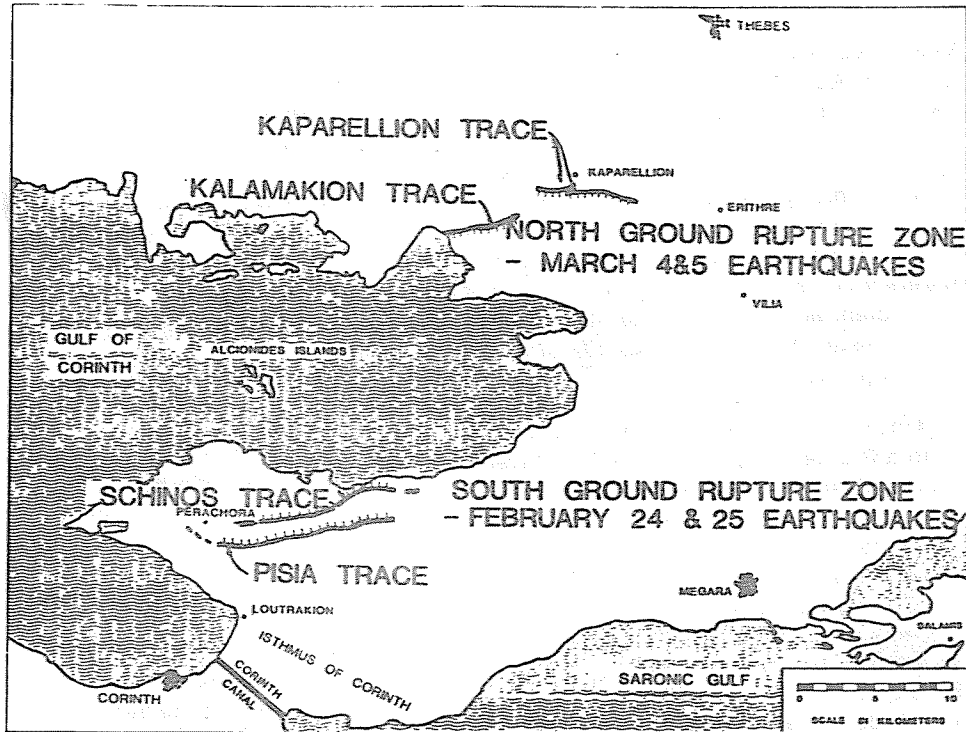 THEBES
KAPARELLION TRACE
KAPARELLION
KALAMAKION TRACE
ERITHRE
NORTH GROUND RUPTURE ZONE
- MARCH 4&5 EARTHQUAKES
VILIA
GULF OF
CORINTH
ALCIONIDES ISLANDS
SCHINOS TRACE
PERACHORA
SOUTH GROUND RUPTURE ZONE
- FEBRUARY 24 & 25 EARTHQUAKES
PISIA TRACE
MEGARA
LOUTRAKION
SALAMIS
ISTHMUS OF CORINTH
CORINTH
CANAL
CORINTH
SARONIC GULF
0 5 10
SCALE IN KILOMETERS